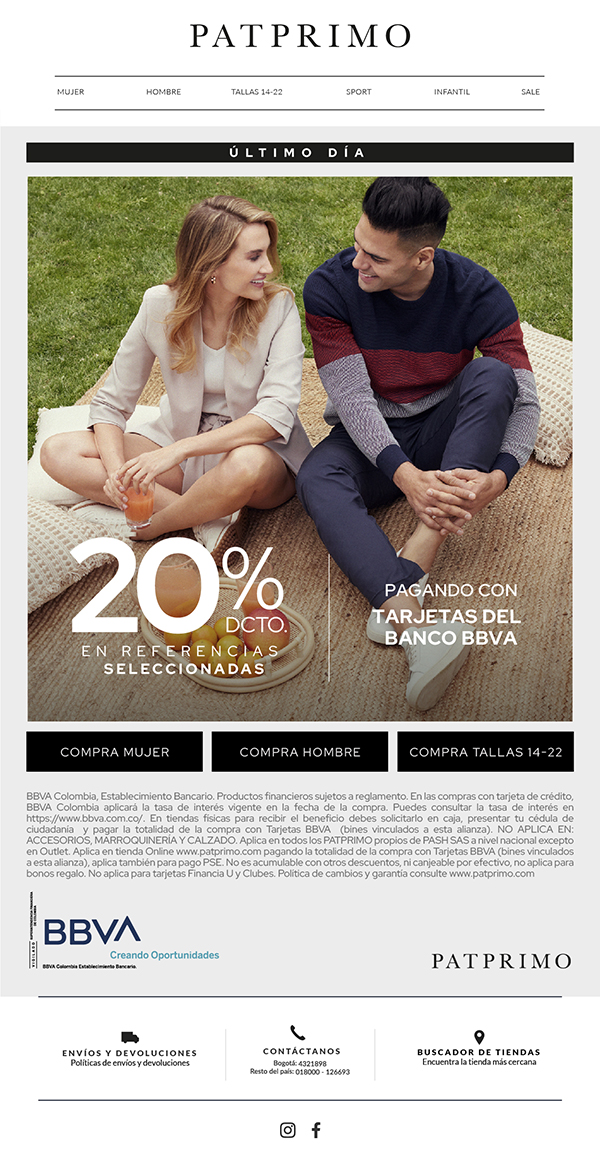 PATPRIMO
MUJER HOMBRE TALLAS 14-22 SPORT INFANTIL SALE
ÚLTIMO DÍA
20%
DCTO.
EN REFERENCIAS
SELECCIONADAS
PAGANDO CON
TARJETAS DEL
BANCO BBVA
COMPRA MUJER
COMPRA HOMBRE
COMPRA TALLAS 14-22
BBVA Colombia, Establecimiento Bancario. Productos financieros sujetos a reglamento. En las compras con tarjeta de crédito,
BBVA Colombia aplicará la tasa de interés vigente en la fecha de la compra. Puedes consultar la tasa de interés en
https://www.bbva.com.co/. En tiendas físicas para recibir el beneficio debes solicitarlo en caja, presentar tu cédula de
ciudadanía y pagar la totalidad de la compra con Tarjetas BBVA (bines vinculados a esta alianza). NO APLICA EN:
ACCESORIOS, MARROQUINERÍA Y CALZADO. Aplica en todos los PATPRIMO propios de PASH SAS a nivel nacional excepto
en Outlet. Aplica en tienda Online www.patprimo.com pagando la totalidad de la compra con Tarjetas BBVA (bines vinculados
a esta alianza), aplica también para pago PSE. No es acumulable con otros descuentos, ni canjeable por efectivo, no aplica para
bonos regalo. No aplica para tarjetas Financia U y Clubes. Política de cambios y garantía consulte www.patprimo.com
VIGILADO SUPERINTENDENCIA FINANCIERA
DE COLOMBIA
BBVA
Creando Oportunidades
BBVA Colombia Establecimiento Bancario.
PATPRIMO
ENVÍOS Y DEVOLUCIONES
Políticas de envíos y devoluciones
CONTÁCTANOS
Bogotá: 4321898
Resto del país: 018000 - 126693
BUSCADOR DE TIENDAS
Encuentra la tienda más cercana